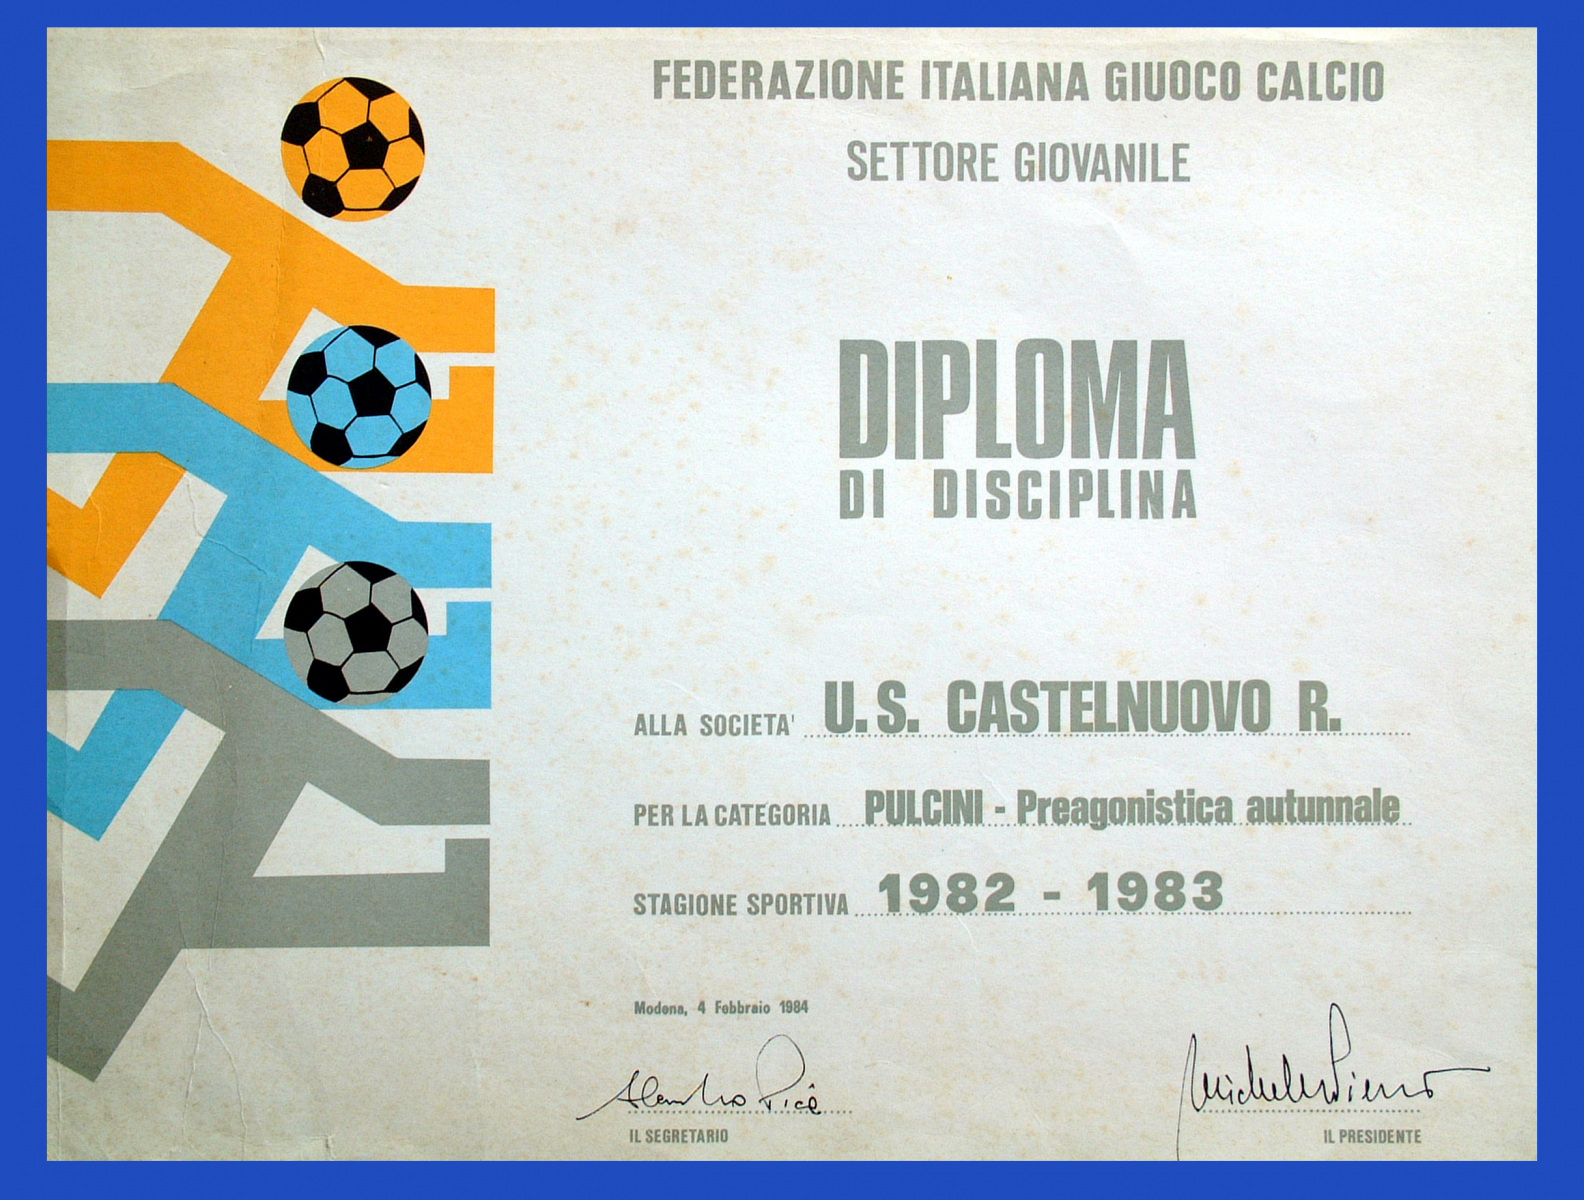 FEDERAZIONE ITALIANA GIUOCO CALCIO
SETTORE GIOVANILE
DIPLOMA
DI DISCIPLINA
ALLA SOCIETA' U.S. CASTELNUOVO R.
PER LA CATEGORIA PULCINI - Preagonistica autunnale
STAGIONE SPORTIVA 1982 - 1983
Modena, 4 Febbraio 1984
IL SEGRETARIO
IL PRESIDENTE